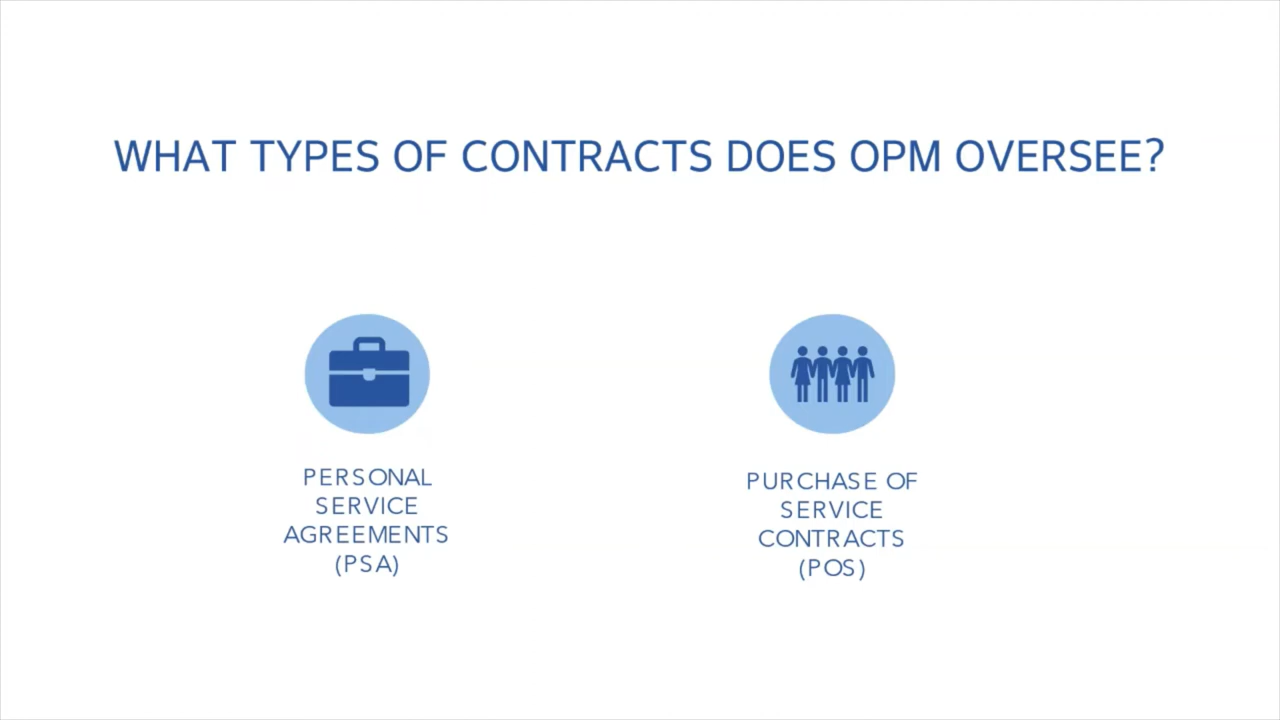 WHAT TYPES OF CONTRACTS DOES OPM OVERSEE?
PERSONAL
SERVICE
AGREEMENTS
(PSA)
PURCHASE OF
SERVICE
CONTRACTS
(POS)